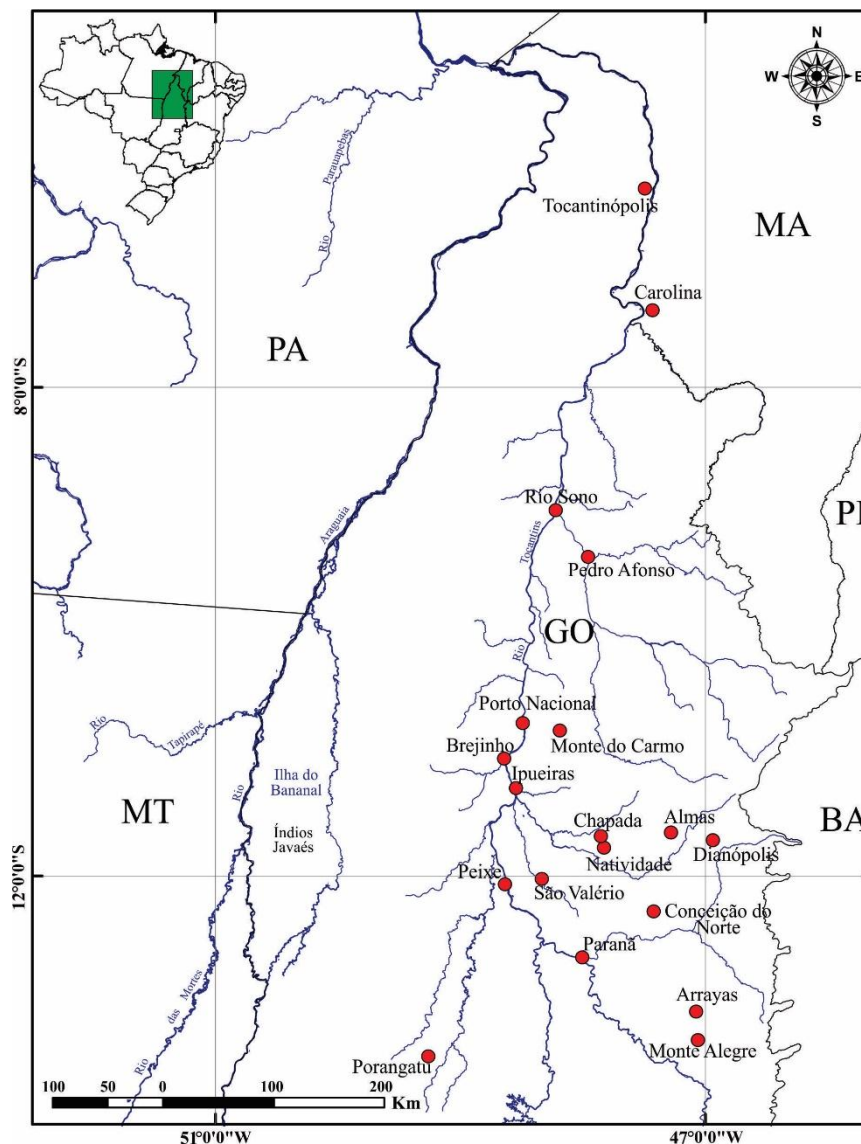 N
W
E
S
Rio
Parauapebas
Tocantinópolis
MA
Carolina
PA
8°0'0"S
Rio Sono
Araguaia
Tocantins
Pedro Afonso
Rio
GO
PI
Rio
Tapirapé
Porto Nacional
Monte do Carmo
Brejinho
Ipueiras
Ilha do
Bananal
MT
Rio
Índios
Javaés
Chapada
Almas
BA
Natividade
Dianópolis
12°0'0"S
Peixe
São Valério
Conceição do
Norte
Paranã
Rio
das Mortes
Arrayas
Monte Alegre
Porangatu
100 50 0 100 200
Km
51°0'0"W
47°0'0"W